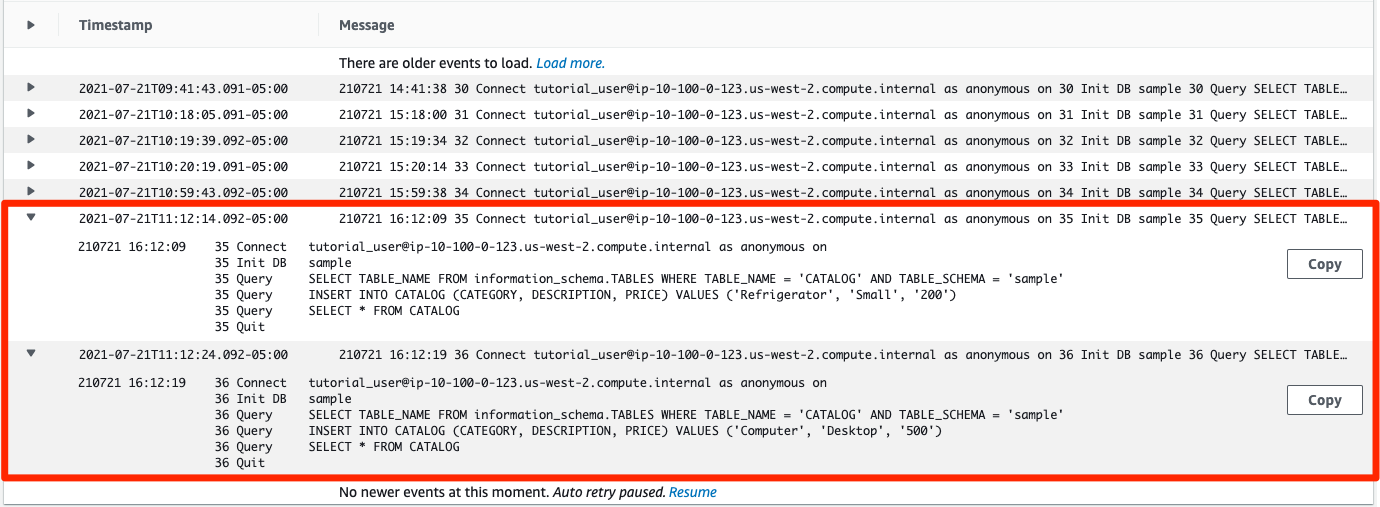 Timestamp Message
There are older events to load. Load more.
2021-07-21T09:41:43.091-05:00 210721 14:41:38 30 Connect tutorial_user@ip-10-100-0-123.us-west-2.compute.internal as anonymous on 30 Init DB sample 30 Query SELECT TABLE…
2021-07-21T10:18:05.091-05:00 210721 15:18:00 31 Connect tutorial_user@ip-10-100-0-123.us-west-2.compute.internal as anonymous on 31 Init DB sample 31 Query SELECT TABLE…
2021-07-21T10:19:39.092-05:00 210721 15:19:34 32 Connect tutorial_user@ip-10-100-0-123.us-west-2.compute.internal as anonymous on 32 Init DB sample 32 Query SELECT TABLE…
2021-07-21T10:20:19.091-05:00 210721 15:20:14 33 Connect tutorial_user@ip-10-100-0-123.us-west-2.compute.internal as anonymous on 33 Init DB sample 33 Query SELECT TABLE…
2021-07-21T10:59:43.092-05:00 210721 15:59:38 34 Connect tutorial_user@ip-10-100-0-123.us-west-2.compute.internal as anonymous on 34 Init DB sample 34 Query SELECT TABLE…
2021-07-21T11:12:14.092-05:00 210721 16:12:09 35 Connect tutorial_user@ip-10-100-0-123.us-west-2.compute.internal as anonymous on 35 Init DB sample 35 Query SELECT TABLE…
210721 16:12:09 35 Connect tutorial_user@ip-10-100-0-123.us-west-2.compute.internal as anonymous on
35 Init DB sample
Copy
35 Query SELECT TABLE_NAME FROM information_schema.TABLES WHERE TABLE_NAME = 'CATALOG' AND TABLE_SCHEMA = 'sample'
35 Query INSERT INTO CATALOG (CATEGORY, DESCRIPTION, PRICE) VALUES ('Refrigerator', 'Small', '200')
35 Query SELECT * FROM CATALOG
35 Quit
2021-07-21T11:12:24.092-05:00 210721 16:12:19 36 Connect tutorial_user@ip-10-100-0-123.us-west-2.compute.internal as anonymous on 36 Init DB sample 36 Query SELECT TABLE…
210721 16:12:19 36 Connect tutorial_user@ip-10-100-0-123.us-west-2.compute.internal as anonymous on
36 Init DB sample
Copy
36 Query SELECT TABLE_NAME FROM information_schema.TABLES WHERE TABLE_NAME = 'CATALOG' AND TABLE_SCHEMA = 'sample'
36 Query INSERT INTO CATALOG (CATEGORY, DESCRIPTION, PRICE) VALUES ('Computer', 'Desktop', '500')
36 Query SELECT * FROM CATALOG
36 Quit
No newer events at this moment. Auto retry paused. Resume